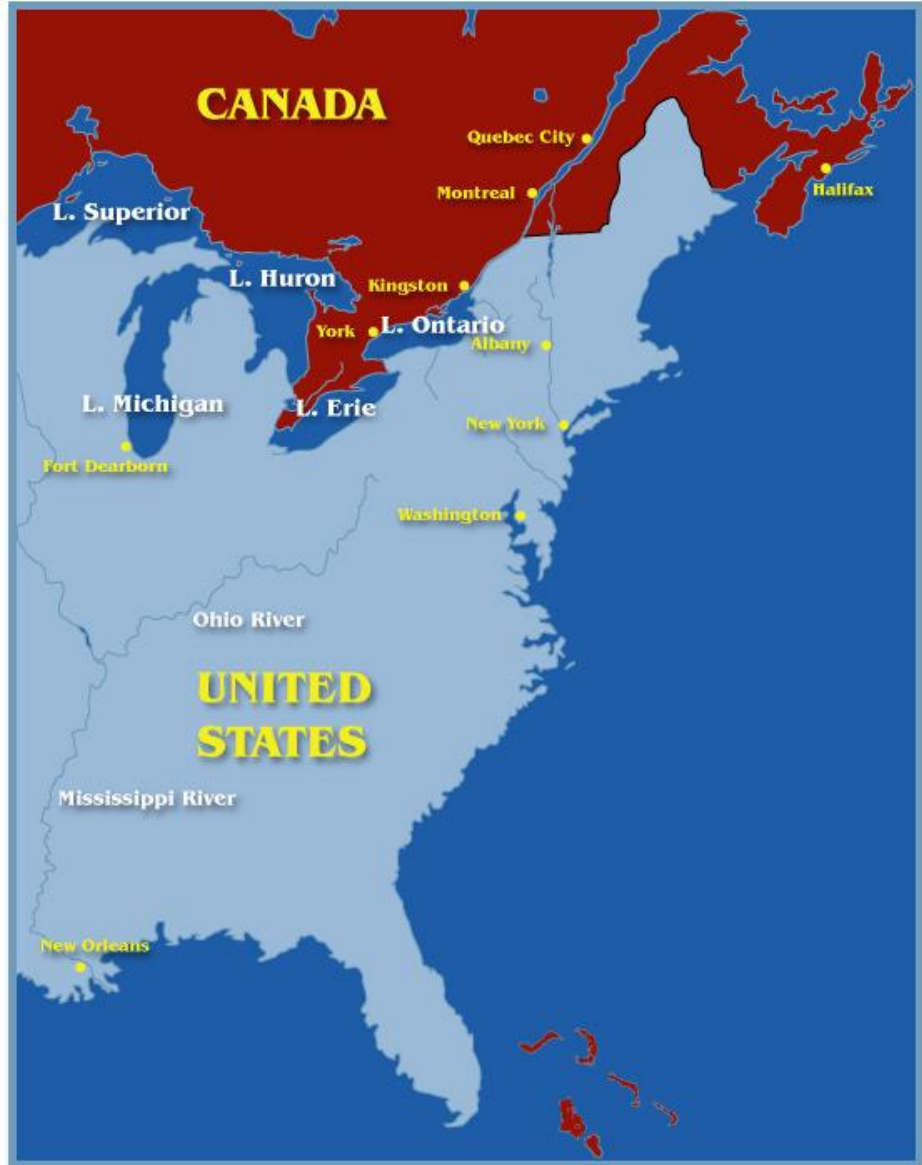 CANADA
Quebec City
Montreal
Halifax
L. Superior
L. Huron
Kingston
York
L. Ontario
Albany
L. Michigan
L. Erie
New York
Fort Dearborn
Washington
Ohio River
UNITED
STATES
Mississippi River
New Orleans